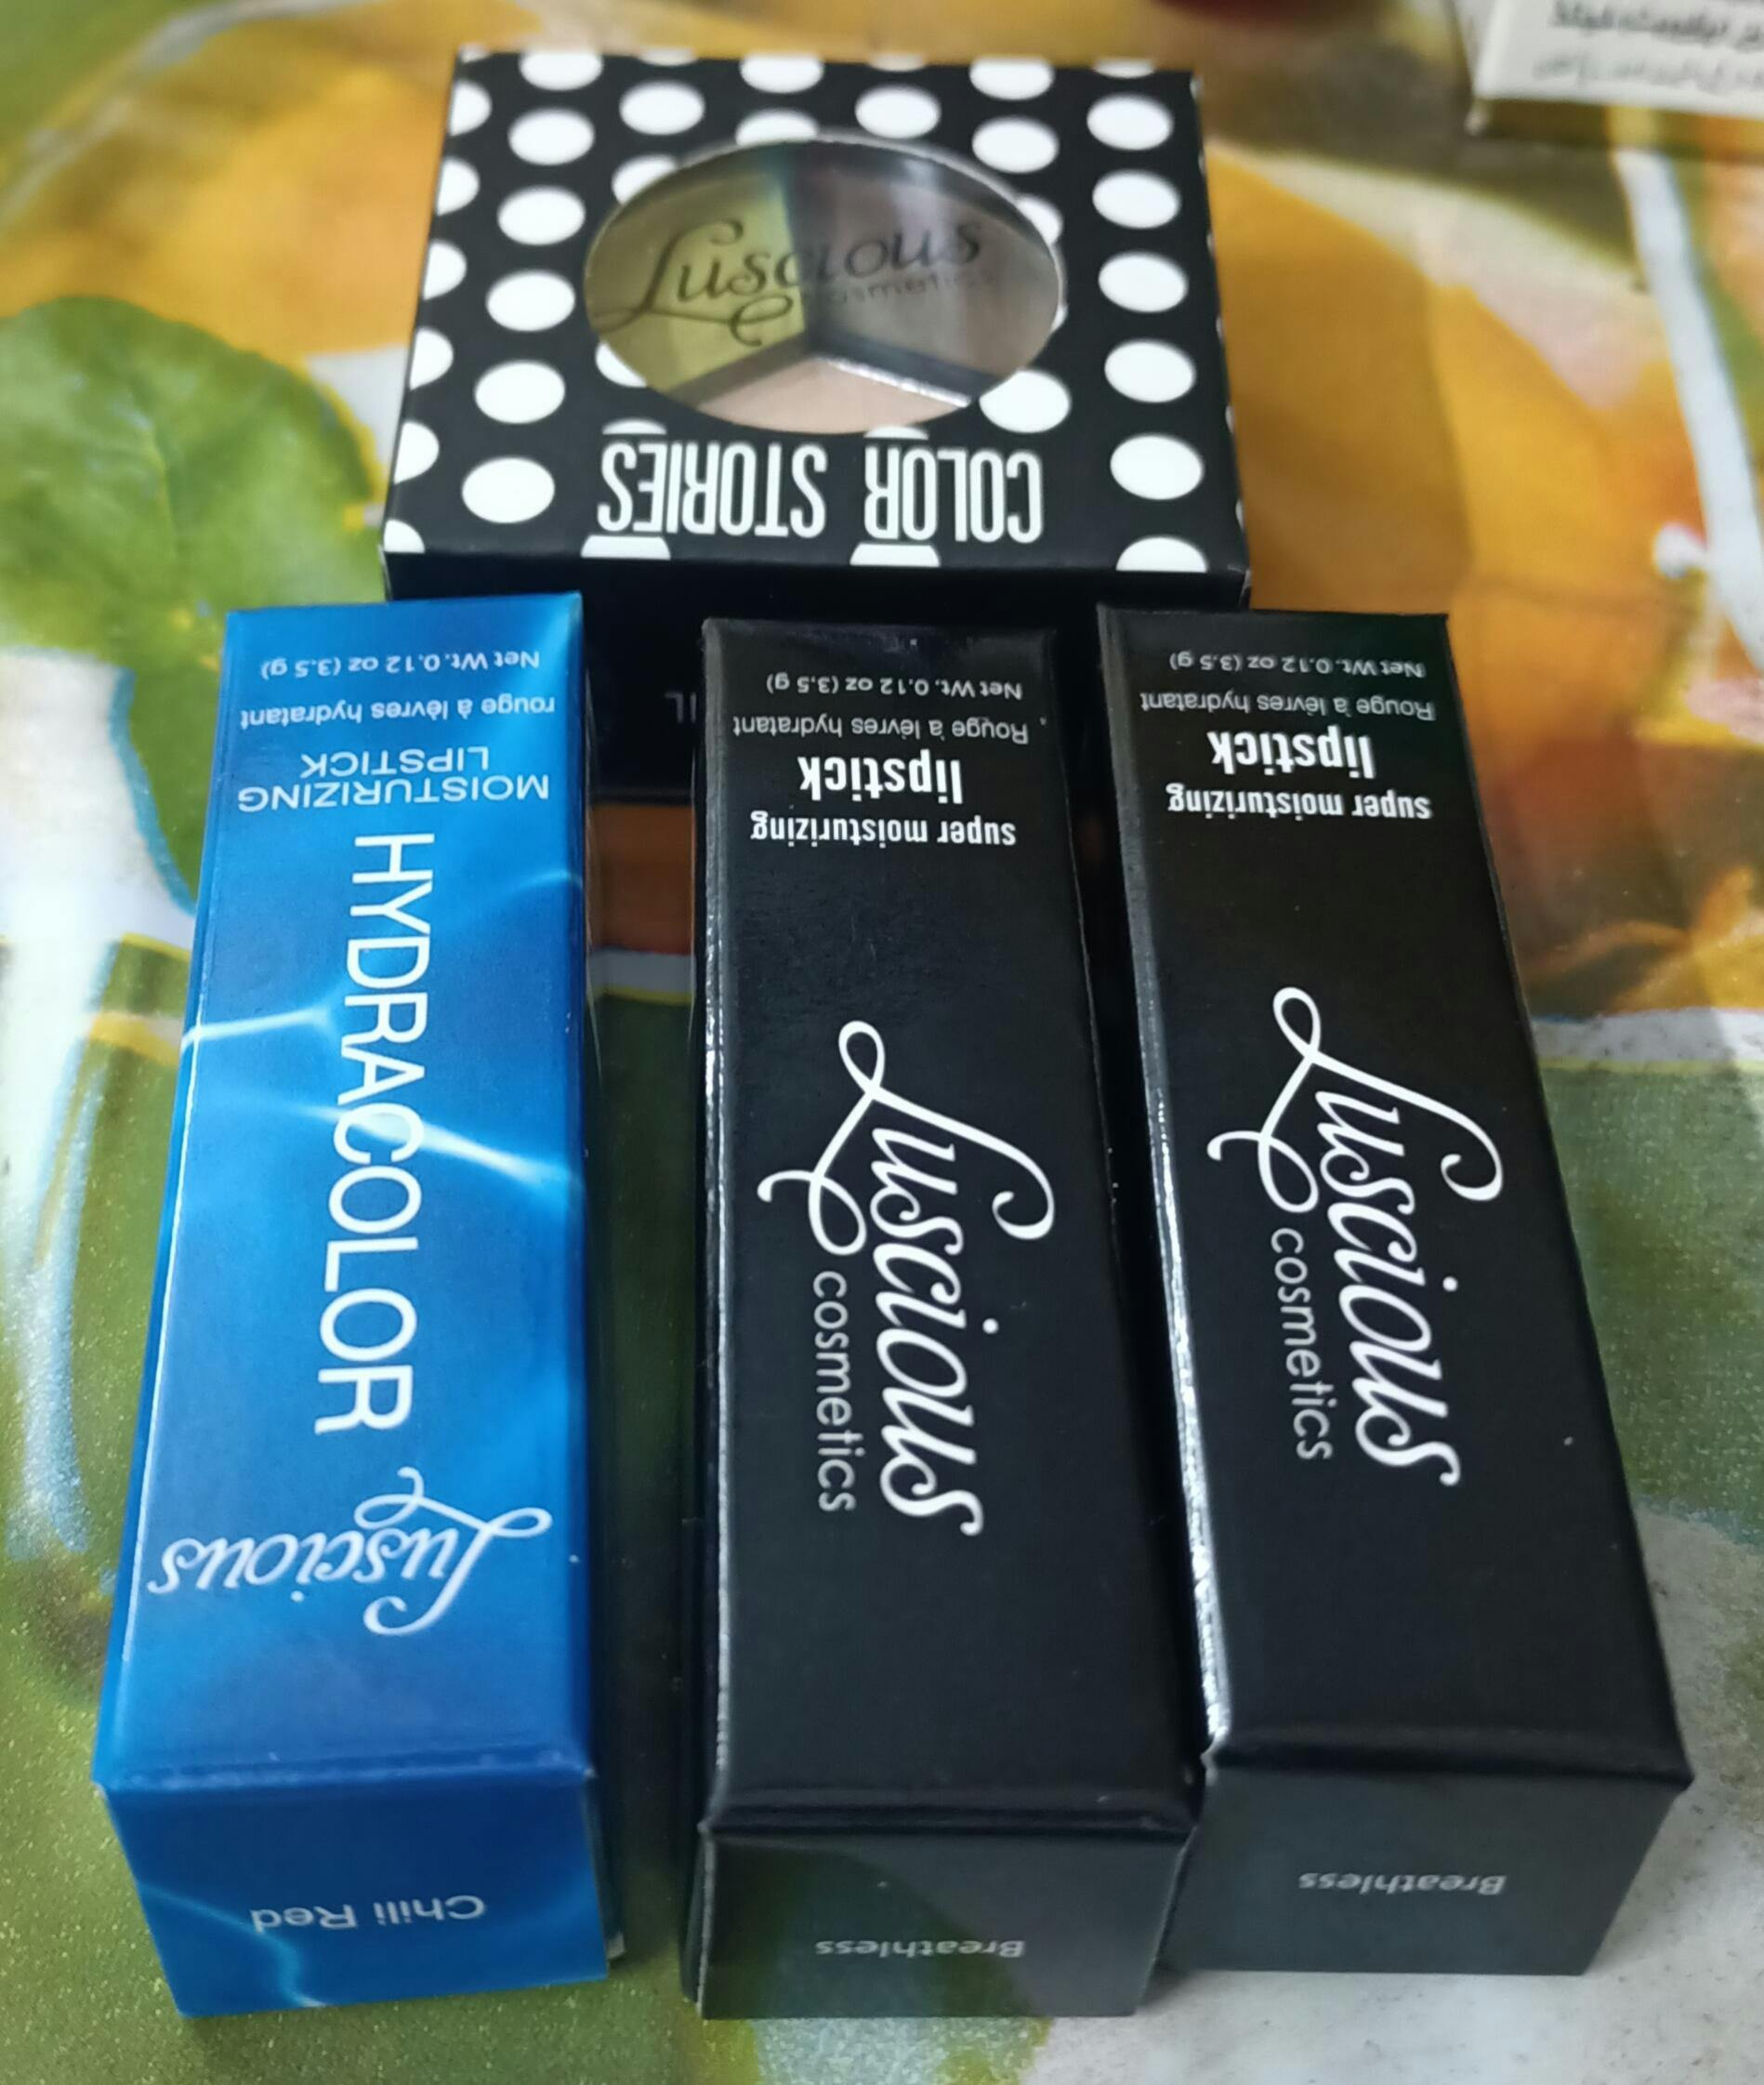 Luscious
cosmetics
COLOR STORIES
Chili Red
Luscious
HYDRACOLOR
MOISTURIZING
LIPSTICK
rouge à lèvres hydratant
Net Wt. 0.12 oz (3.5 g)
Breathless
Luscious
cosmetics
super moisturizing
lipstick
Rouge à lèvres hydratant
Net Wt. 0.12 oz (3.5 g)
Breathless
Luscious
cosmetics
super moisturizing
lipstick
Rouge à lèvres hydratant
Net Wt. 0.12 oz (3.5 g)